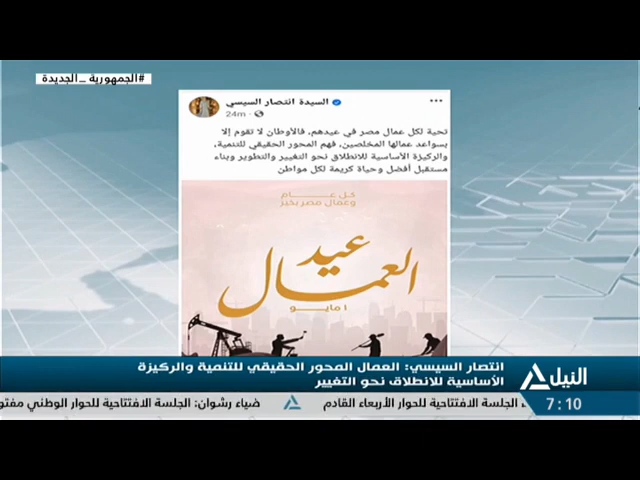 #الجمهورية_الجديدة
السيدة انتصار السيسي
24m
تحية لكل عمال مصر في عيدهم، فالأوطان لا تقوم إلا
بسواعد عمالها المخلصين، فهم المحور الحقيقي للتنمية،
والركيزة الأساسية للانطلاق نحو التغيير والتطوير وبناء
مستقبل أفضل وحياة كريمة لكل مواطن
كل عام
وعمال مصر بخير
عيد
العمال
١ مايو
انتصار السيسي: العمال المحور الحقيقي للتنمية والركيزة
الأساسية للانطلاق نحو التغيير
النيل
الجلسة الافتتاحية للحوار الأربعاء القادم
ضياء رشوان: الجلسة الافتتاحية للحوار الوطني
7:10